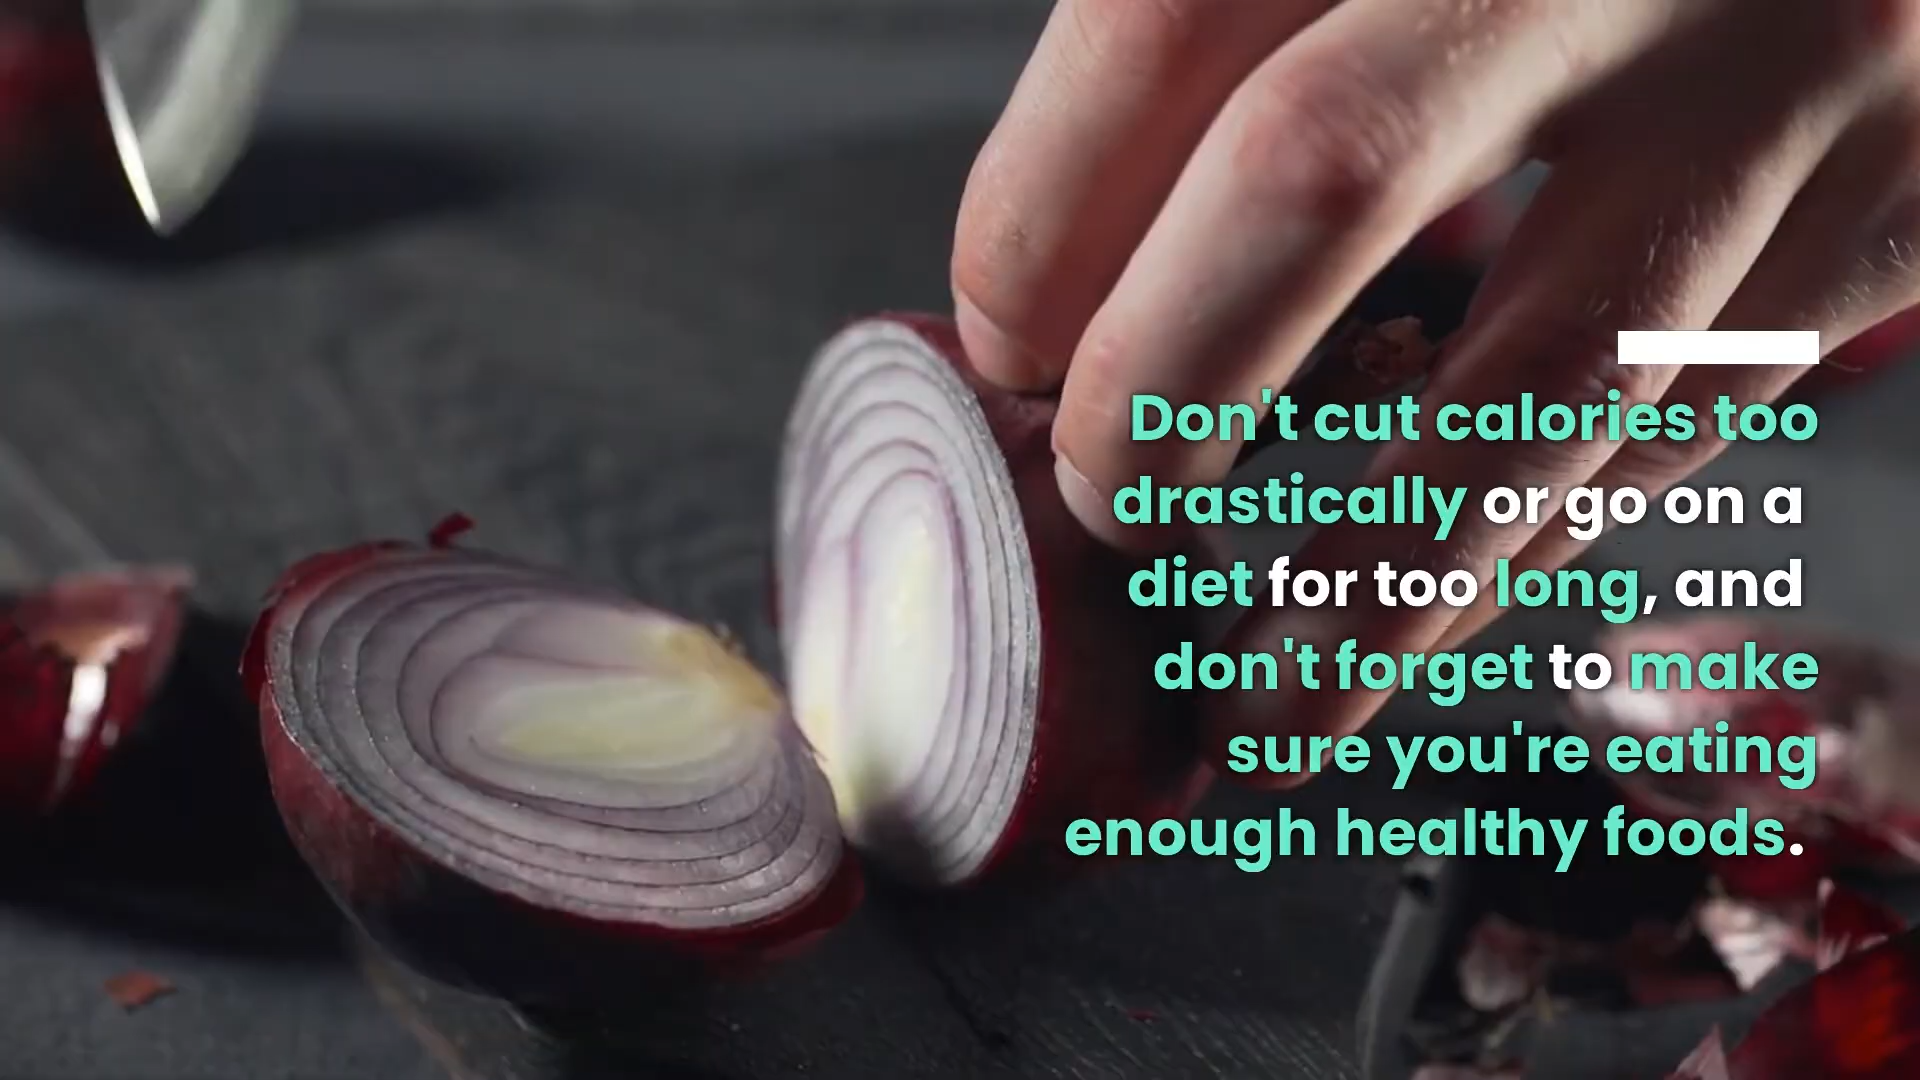 Don't cut calories too
drastically or go on a
diet for too long, and
don't forget to make
sure you're eating
enough healthy foods.